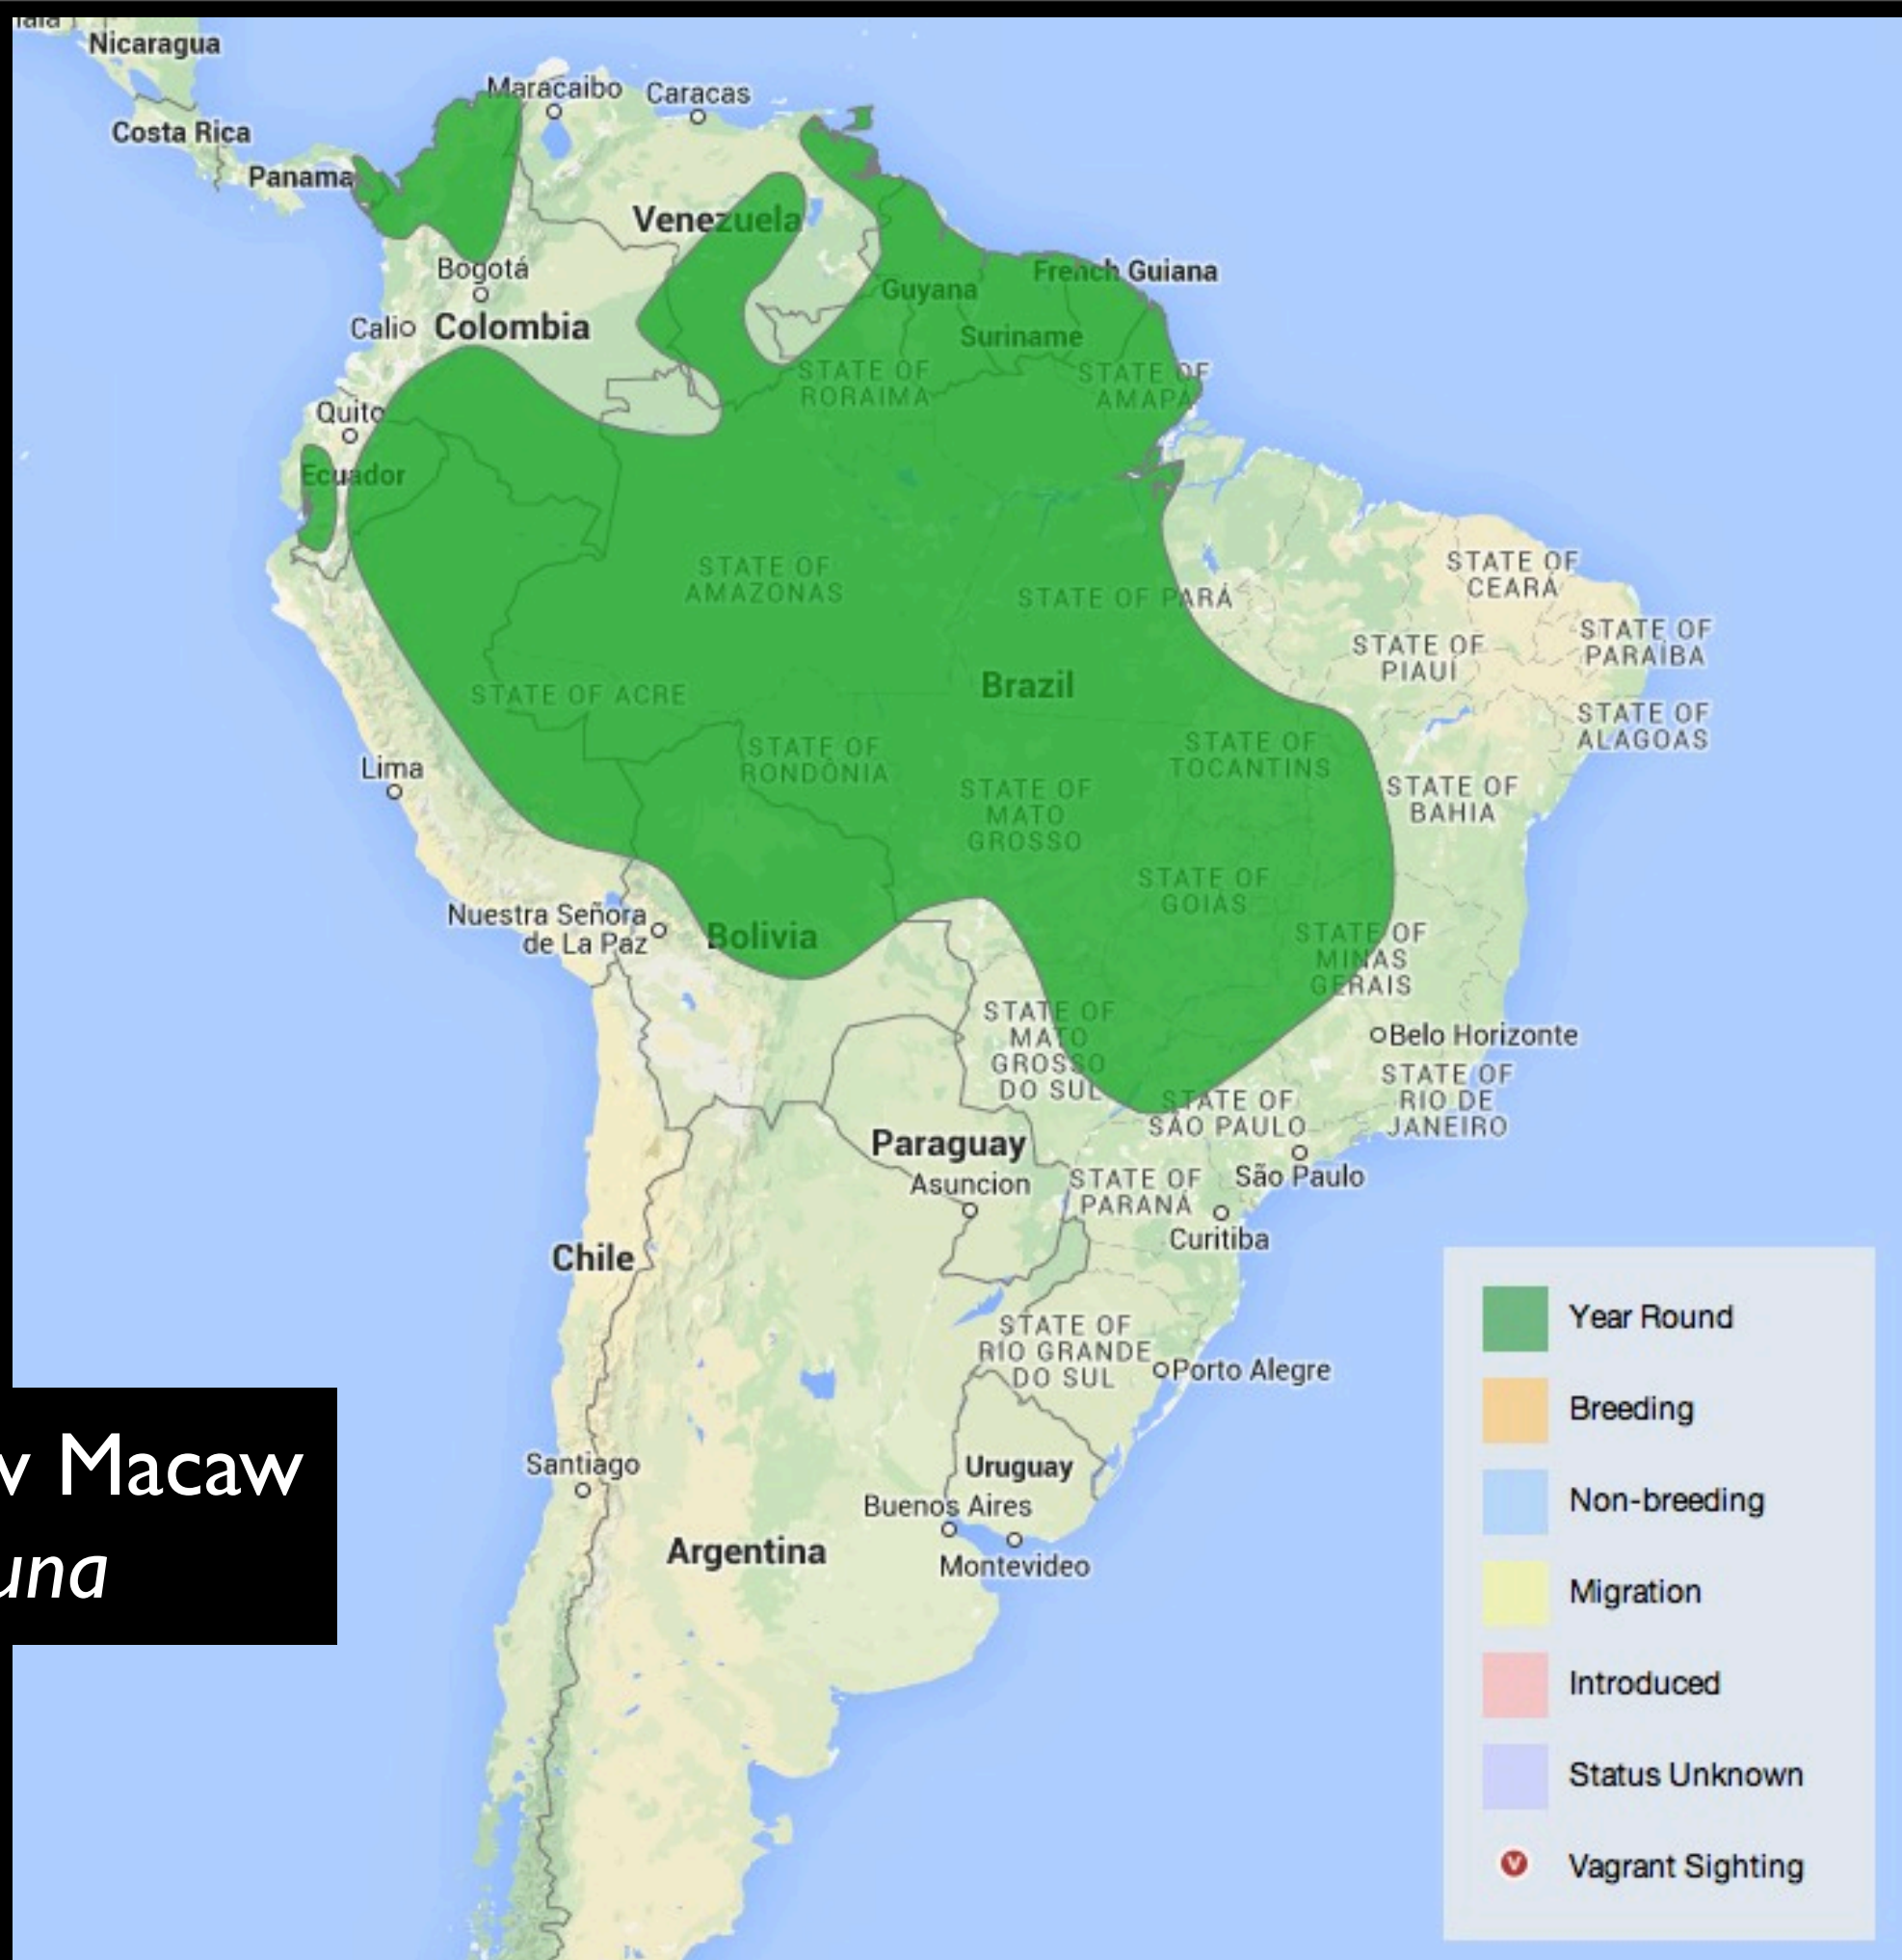 Nicaragua
Costa Rica
Panama
Maracaibo
Caracas
Venezuela
Bogotá
Cali
Colombia
Guyana
French Guiana
Suriname
STATE OF
RORAIMA
STATE OF
AMAPÁ
Quito
Ecuador
STATE OF
AMAZONAS
STATE OF PARÁ
STATE OF
CEARÁ
STATE OF
PIAUÍ
STATE OF
PARAÍBA
STATE OF ACRE
Brazil
STATE OF
ALAGOAS
Lima
STATE OF
RONDÔNIA
STATE OF
MATO
GROSSO
STATE OF
TOCANTINS
STATE OF
BAHIA
STATE OF
GOIÁS
Nuestra Señora
de La Paz
Bolivia
STATE OF
MINAS
GERAIS
STATE OF
MATO
GROSSO
DO SUL
Belo Horizonte
STATE OF
RIO DE
JANEIRO
STATE OF
SÃO PAULO
São Paulo
Paraguay
Asuncion
STATE OF
PARANÁ
Curitiba
Chile
STATE OF
RIO GRANDE
DO SUL
Porto Alegre
Santiago
Uruguay
Buenos Aires
Montevideo
Argentina
w Macaw
una
Year Round
Breeding
Non-breeding
Migration
Introduced
Status Unknown
V
Vagrant Sighting